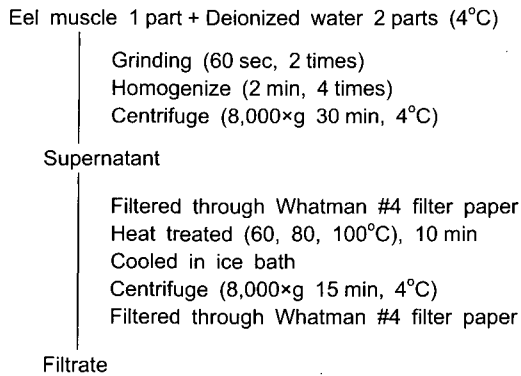 Eel muscle 1 part + Deionized water 2 parts (4°C)
Grinding (60 sec, 2 times)
Homogenize (2 min, 4 times)
Centrifuge (8,000×g 30 min, 4°C)
Supernatant
Filtered through Whatman #4 filter paper
Heat treated (60, 80, 100°C), 10 min
Cooled in ice bath
Centrifuge (8,000×g 15 min, 4°C)
Filtered through Whatman #4 filter paper
Filtrate